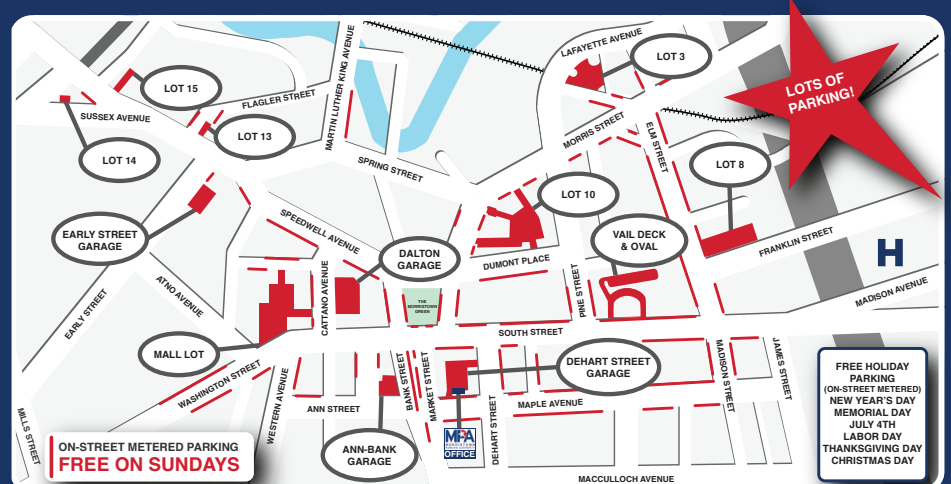 LAFAYETTE AVENUE
LOT 3
LOTS OF
PARKING!
MARTIN LUTHER KING AVENUE
LOT 15
FLAGLER STREET
SUSSEX AVENUE
LOT 13
LOT 14
MORRIS STREET
ELM STREET
SPRING STREET
LOT 8
LOT 10
EARLY STREET
GARAGE
SPEEDWELL AVENUE
DALTON
GARAGE
VAIL DECK
& OVAL
FRANKLIN STREET
H
DUMONT PLACE
PINE STREET
CATTANO AVENUE
ATNO AVENUE
EARLY STREET
MADISON AVENUE
THE
MORRISTOWN
GREEN
SOUTH STREET
MALL LOT
WASHINGTON STREET
WESTERN AVENUE
BANK STREET
MARKET STREET
DEHART STREET
GARAGE
MADISON STREET
JAMES STREET
ANN STREET
MAPLE AVENUE
DEHART STREET
MILLS STREET
ANN-BANK
GARAGE
MPA
OFFICE
MACCULLOCH AVENUE
ON-STREET METERED PARKING
FREE ON SUNDAYS
FREE HOLIDAY
PARKING
(ON-STREET METERED)
NEW YEAR'S DAY
MEMORIAL DAY
JULY 4TH
LABOR DAY
THANKSGIVING DAY
CHRISTMAS DAY